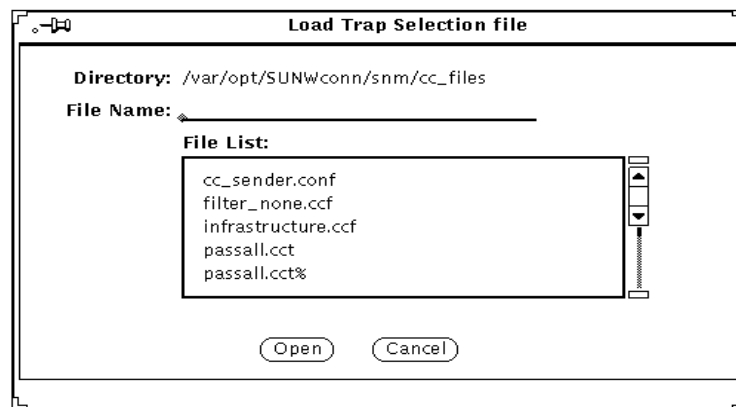 Load Trap Selection file
Directory: /var/opt/SUNWconn/snm/cc_files
File Name:
File List:
cc_sender.conf
filter_none.ccf
infrastructure.ccf
passall.cct
passall.cct%
Open Cancel